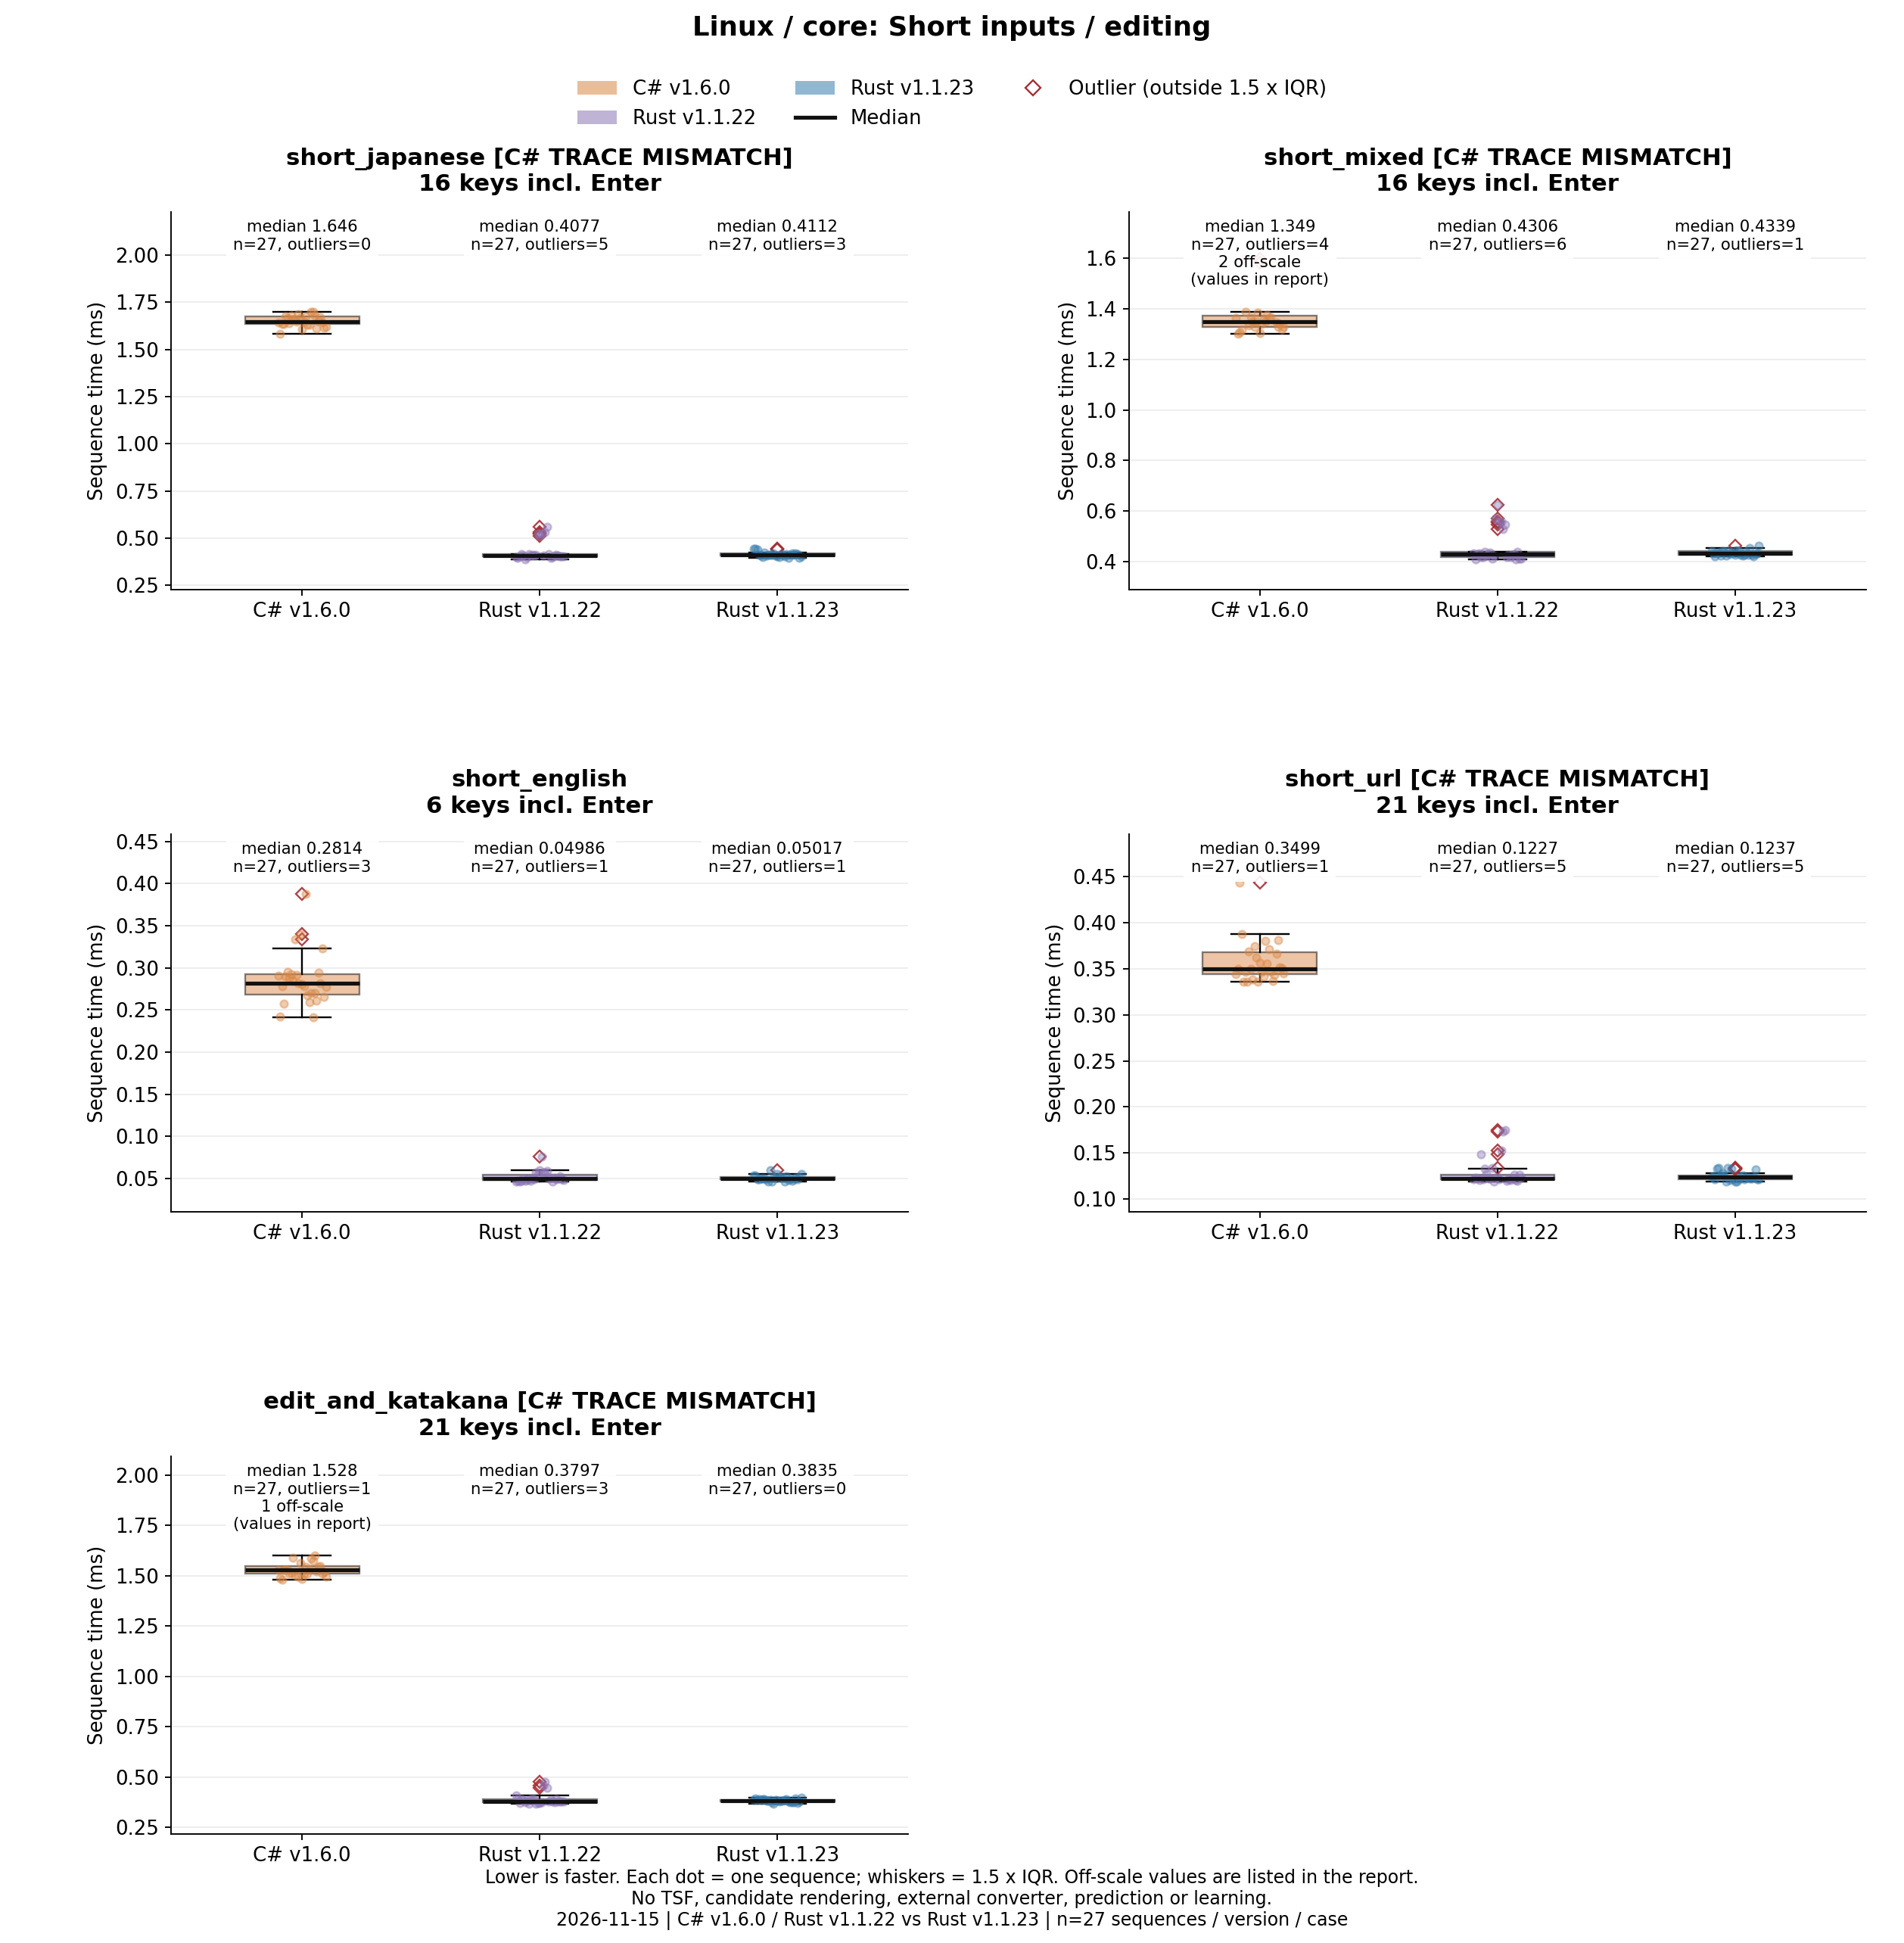 Linux / core: Short inputs / editing
C# v1.6.0
Rust v1.1.22
Rust v1.1.23
Median
Outlier (outside 1.5 x IQR)
short_japanese [C# TRACE MISMATCH]
16 keys incl. Enter
median 1.646
n=27, outliers=0
median 0.4077
n=27, outliers=5
median 0.4112
n=27, outliers=3
Sequence time (ms)
2.00
1.75
1.50
1.25
1.00
0.75
0.50
0.25
C# v1.6.0
Rust v1.1.22
Rust v1.1.23
short_mixed [C# TRACE MISMATCH]
16 keys incl. Enter
median 1.349
n=27, outliers=4
2 off-scale
(values in report)
median 0.4306
n=27, outliers=6
median 0.4339
n=27, outliers=1
Sequence time (ms)
1.6
1.4
1.2
1.0
0.8
0.6
0.4
C# v1.6.0
Rust v1.1.22
Rust v1.1.23
short_english
6 keys incl. Enter
median 0.2814
n=27, outliers=3
median 0.04986
n=27, outliers=1
median 0.05017
n=27, outliers=1
Sequence time (ms)
0.45
0.40
0.35
0.30
0.25
0.20
0.15
0.10
0.05
C# v1.6.0
Rust v1.1.22
Rust v1.1.23
short_url [C# TRACE MISMATCH]
21 keys incl. Enter
median 0.3499
n=27, outliers=1
median 0.1227
n=27, outliers=5
median 0.1237
n=27, outliers=5
Sequence time (ms)
0.45
0.40
0.35
0.30
0.25
0.20
0.15
0.10
C# v1.6.0
Rust v1.1.22
Rust v1.1.23
edit_and_katakana [C# TRACE MISMATCH]
21 keys incl. Enter
median 1.528
n=27, outliers=1
1 off-scale
(values in report)
median 0.3797
n=27, outliers=3
median 0.3835
n=27, outliers=0
Sequence time (ms)
2.00
1.75
1.50
1.25
1.00
0.75
0.50
0.25
C# v1.6.0
Rust v1.1.22
Rust v1.1.23
Lower is faster. Each dot = one sequence; whiskers = 1.5 x IQR. Off-scale values are listed in the report.
No TSF, candidate rendering, external converter, prediction or learning.
2026-11-15 | C# v1.6.0 / Rust v1.1.22 vs Rust v1.1.23 | n=27 sequences / version / case